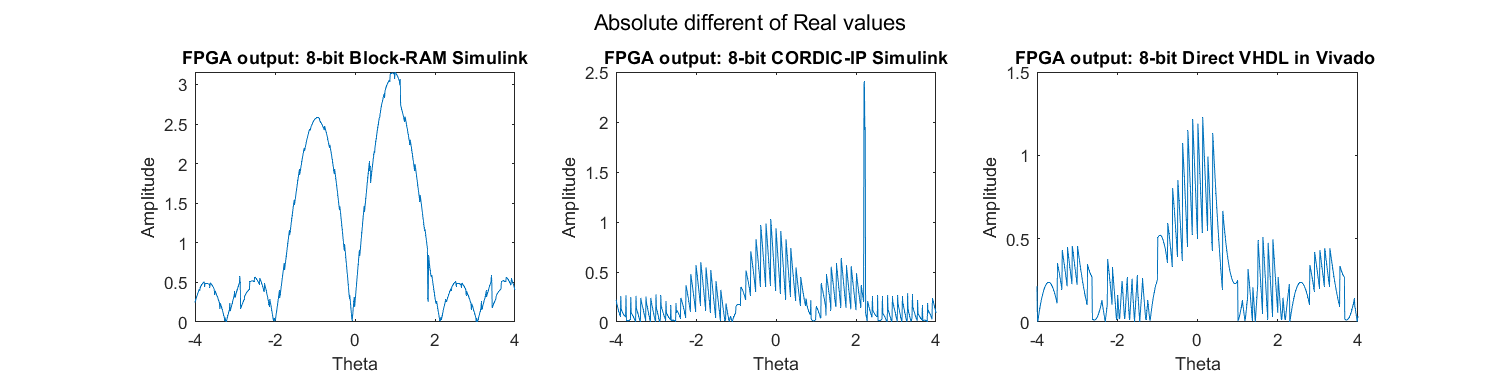 Absolute different of Real values
FPGA output: 8-bit Block-RAM Simulink
3
2.5
2
1.5
1
0.5
0
Amplitude
-4 -2 0 2 4
Theta
FPGA output: 8-bit CORDIC-IP Simulink
2.5
2
1.5
1
0.5
0
Amplitude
-4 -2 0 2 4
Theta
FPGA output: 8-bit Direct VHDL in Vivado
1.5
1
0.5
0
Amplitude
-4 -2 0 2 4
Theta